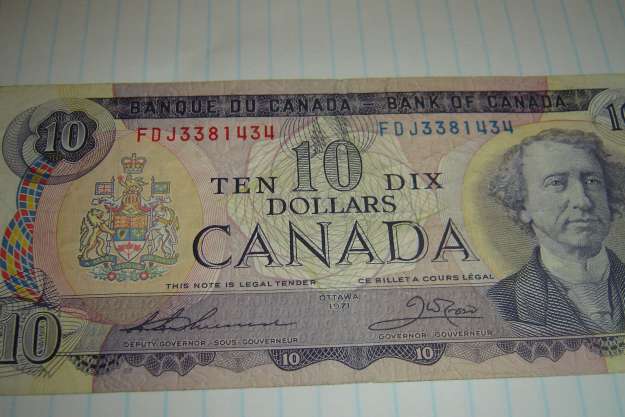 BANQUE DU CANADA – BANK OF CANADA
10
FDJ3381434 FDJ3381434
TEN 10 DIX
DOLLARS
CANADA
THIS NOTE IS LEGAL TENDER CE BILLET A COURS LÉGAL
OTTAWA
1971
DEPUTY-GOVERNOR - SOUS-GOUVERNEUR GOVERNOR - GOUVERNEUR
10 10 10